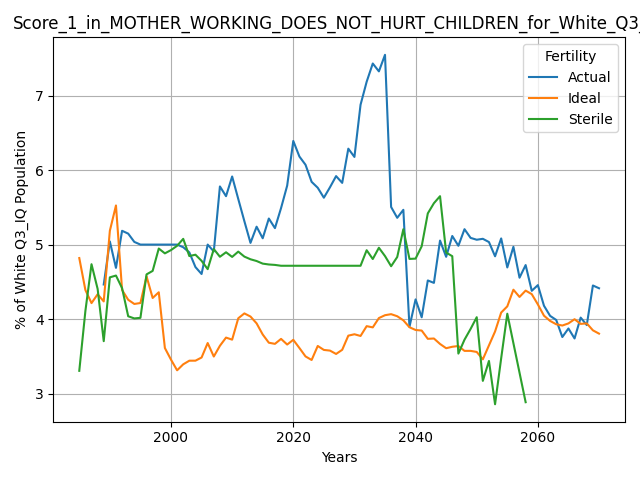 Score_1_in_MOTHER_WORKING_DOES_NOT_HURT_CHILDREN_for_White_Q3_
Fertility
Actual
Ideal
Sterile
% of White Q3_IQ Population
7
6
5
4
3
2000 2020 2040 2060
Years